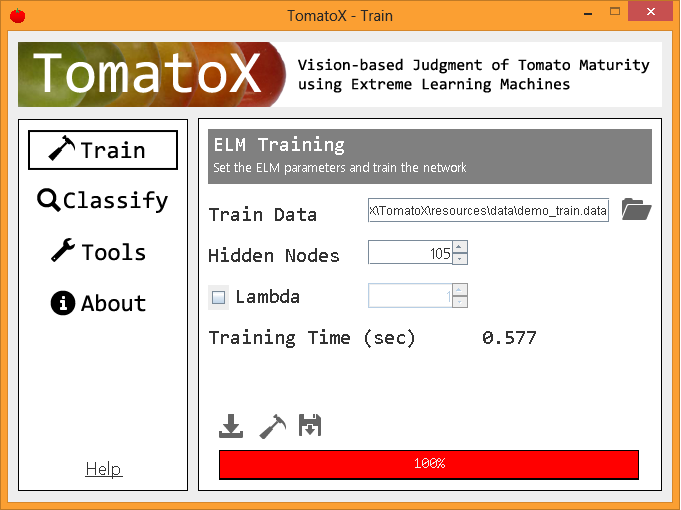 TomatoX - Train
TomatoX
Vision-based Judgment of Tomato Maturity
using Extreme Learning Machines
Train
Classify
Tools
About
Help
ELM Training
Set the ELM parameters and train the network
Train Data
X\TomatoX\resources\data\demo_train.data
Hidden Nodes
105
Lambda
1
Training Time (sec) 0.577
100%